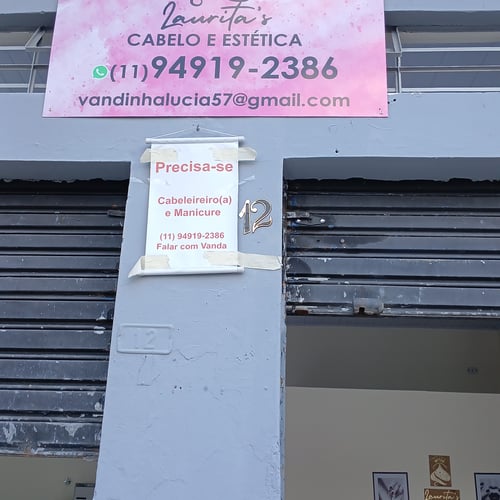 Laurita's
CABELO E ESTÉTICA
(11)94919-2386
vandinhalucia57@gmail.com
Precisa-se
Cabeleireiro(a)
e Manicure
(11) 94919-2386
Falar com Vanda
12
12
Laurita's